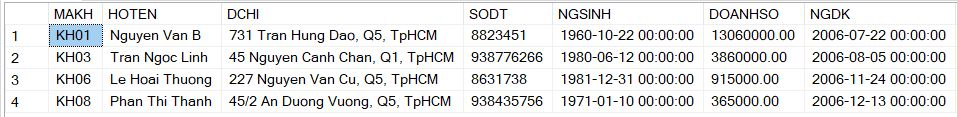 MAKH HOTEN DCHI SODT NGSINH DOANHSO NGDK
1 KH01 Nguyen Van B 731 Tran Hung Dao, Q5, TpHCM 8823451 1960-10-22 00:00:00 13060000.00 2006-07-22 00:00:00
2 KH03 Tran Ngoc Linh 45 Nguyen Canh Chan, Q1, TpHCM 938776266 1980-06-12 00:00:00 3860000.00 2006-08-05 00:00:00
3 KH06 Le Hoai Thuong 227 Nguyen Van Cu, Q5, TpHCM 8631738 1981-12-31 00:00:00 915000.00 2006-11-24 00:00:00
4 KH08 Phan Thi Thanh 45/2 An Duong Vuong, Q5, TpHCM 938435756 1971-01-10 00:00:00 365000.00 2006-12-13 00:00:00